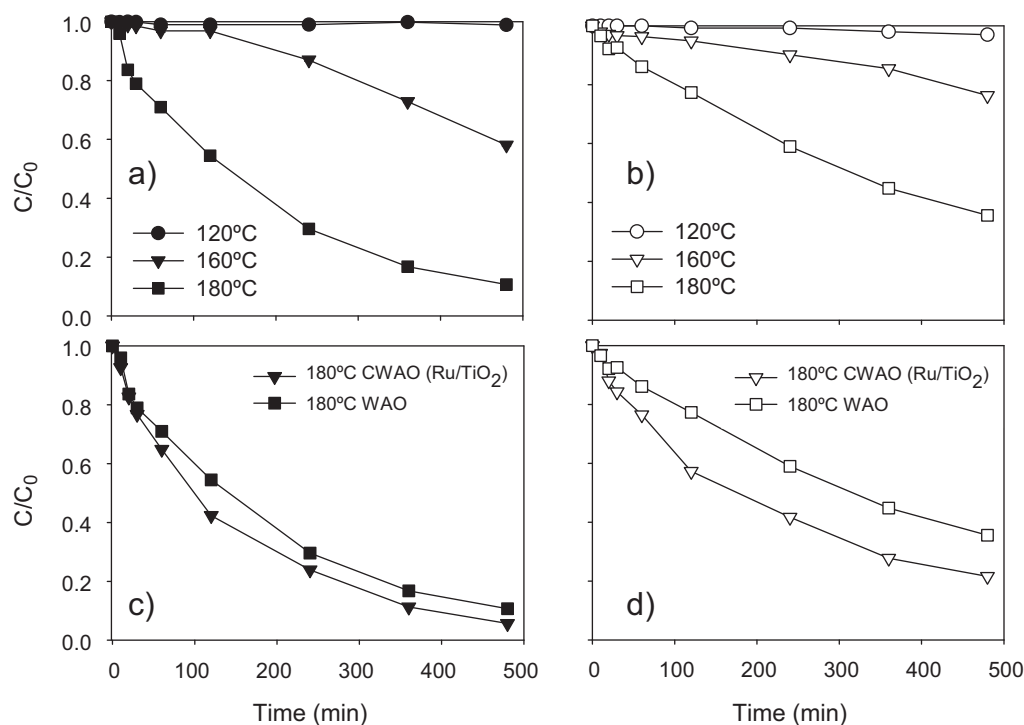 C/C0
1.0
0.8
0.6
0.4
0.2
0.0
a)
120ºC
160ºC
180ºC
b)
120ºC
160ºC
180ºC
C/C0
1.0
0.8
0.6
0.4
0.2
0.0
180ºC CWAO (Ru/TiO2)
180ºC WAO
c)
0 100 200 300 400 500
Time (min)
180ºC CWAO (Ru/TiO2)
180ºC WAO
d)
0 100 200 300 400 500
Time (min)